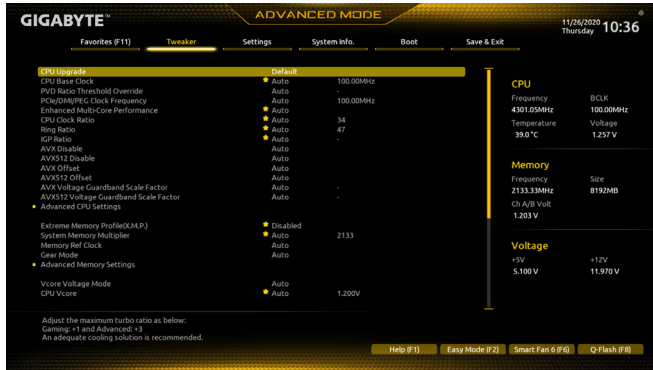 GIGABYTE™
ADVANCED MODE
11/26/2020 Thursday 10:36
Favorites (F11) Tweaker Settings System Info. Boot Save & Exit
CPU Upgrade Default
CPU Base Clock Auto 100.00MHz
PVD Ratio Threshold Override Auto -
PCIe/DMI/PEG Clock Frequency Auto 100.00MHz
Enhanced Multi-Core Performance Auto
CPU Clock Ratio Auto 34
Ring Ratio Auto 47
IGP Ratio Auto -
AVX Disable Auto
AVX512 Disable Auto
AVX Offset Auto
AVX512 Offset Auto
AVX Voltage Guardband Scale Factor Auto -
AVX512 Voltage Guardband Scale Factor Auto -
Advanced CPU Settings
Extreme Memory Profile(X.M.P.) Disabled
System Memory Multiplier Auto 2133
Memory Ref Clock Auto
Gear Mode Auto
Advanced Memory Settings
Vcore Voltage Mode Auto
CPU Vcore Auto 1.200V
CPU
Frequency BCLK
4301.05MHz 100.00MHz
Temperature Voltage
39.0 °C 1.257 V
Memory
Frequency Size
2133.33MHz 8192MB
Ch A/B Volt
1.203 V
Voltage
+5V +12V
5.100 V 11.970 V
Adjust the maximum turbo ratio as below:
Gaming: +1 and Advanced: +3
An adequate cooling solution is recommended.
Help (F1) Easy Mode (F2) Smart Fan 6 (F6) Q-Flash (F8)